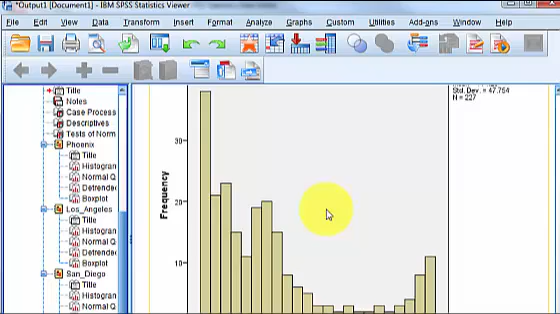 *Output1 [Document1] - IBM SPSS Statistics Viewer
File Edit View Data Transform Insert Format Analyze Graphs Custom Utilities Add-ons Window Help
Title
Notes
Case Process
Descriptives
Tests of Norm
Phoenix
Title
Histogran
Normal Q
Detrende
Boxplot
Los_Angeles
Title
Histogran
Normal Q
Detrende
Boxplot
San_Diego
Title
Histogran
Normal Q
Std. Dev. = 47.754
N = 227
Frequency
30
20
10